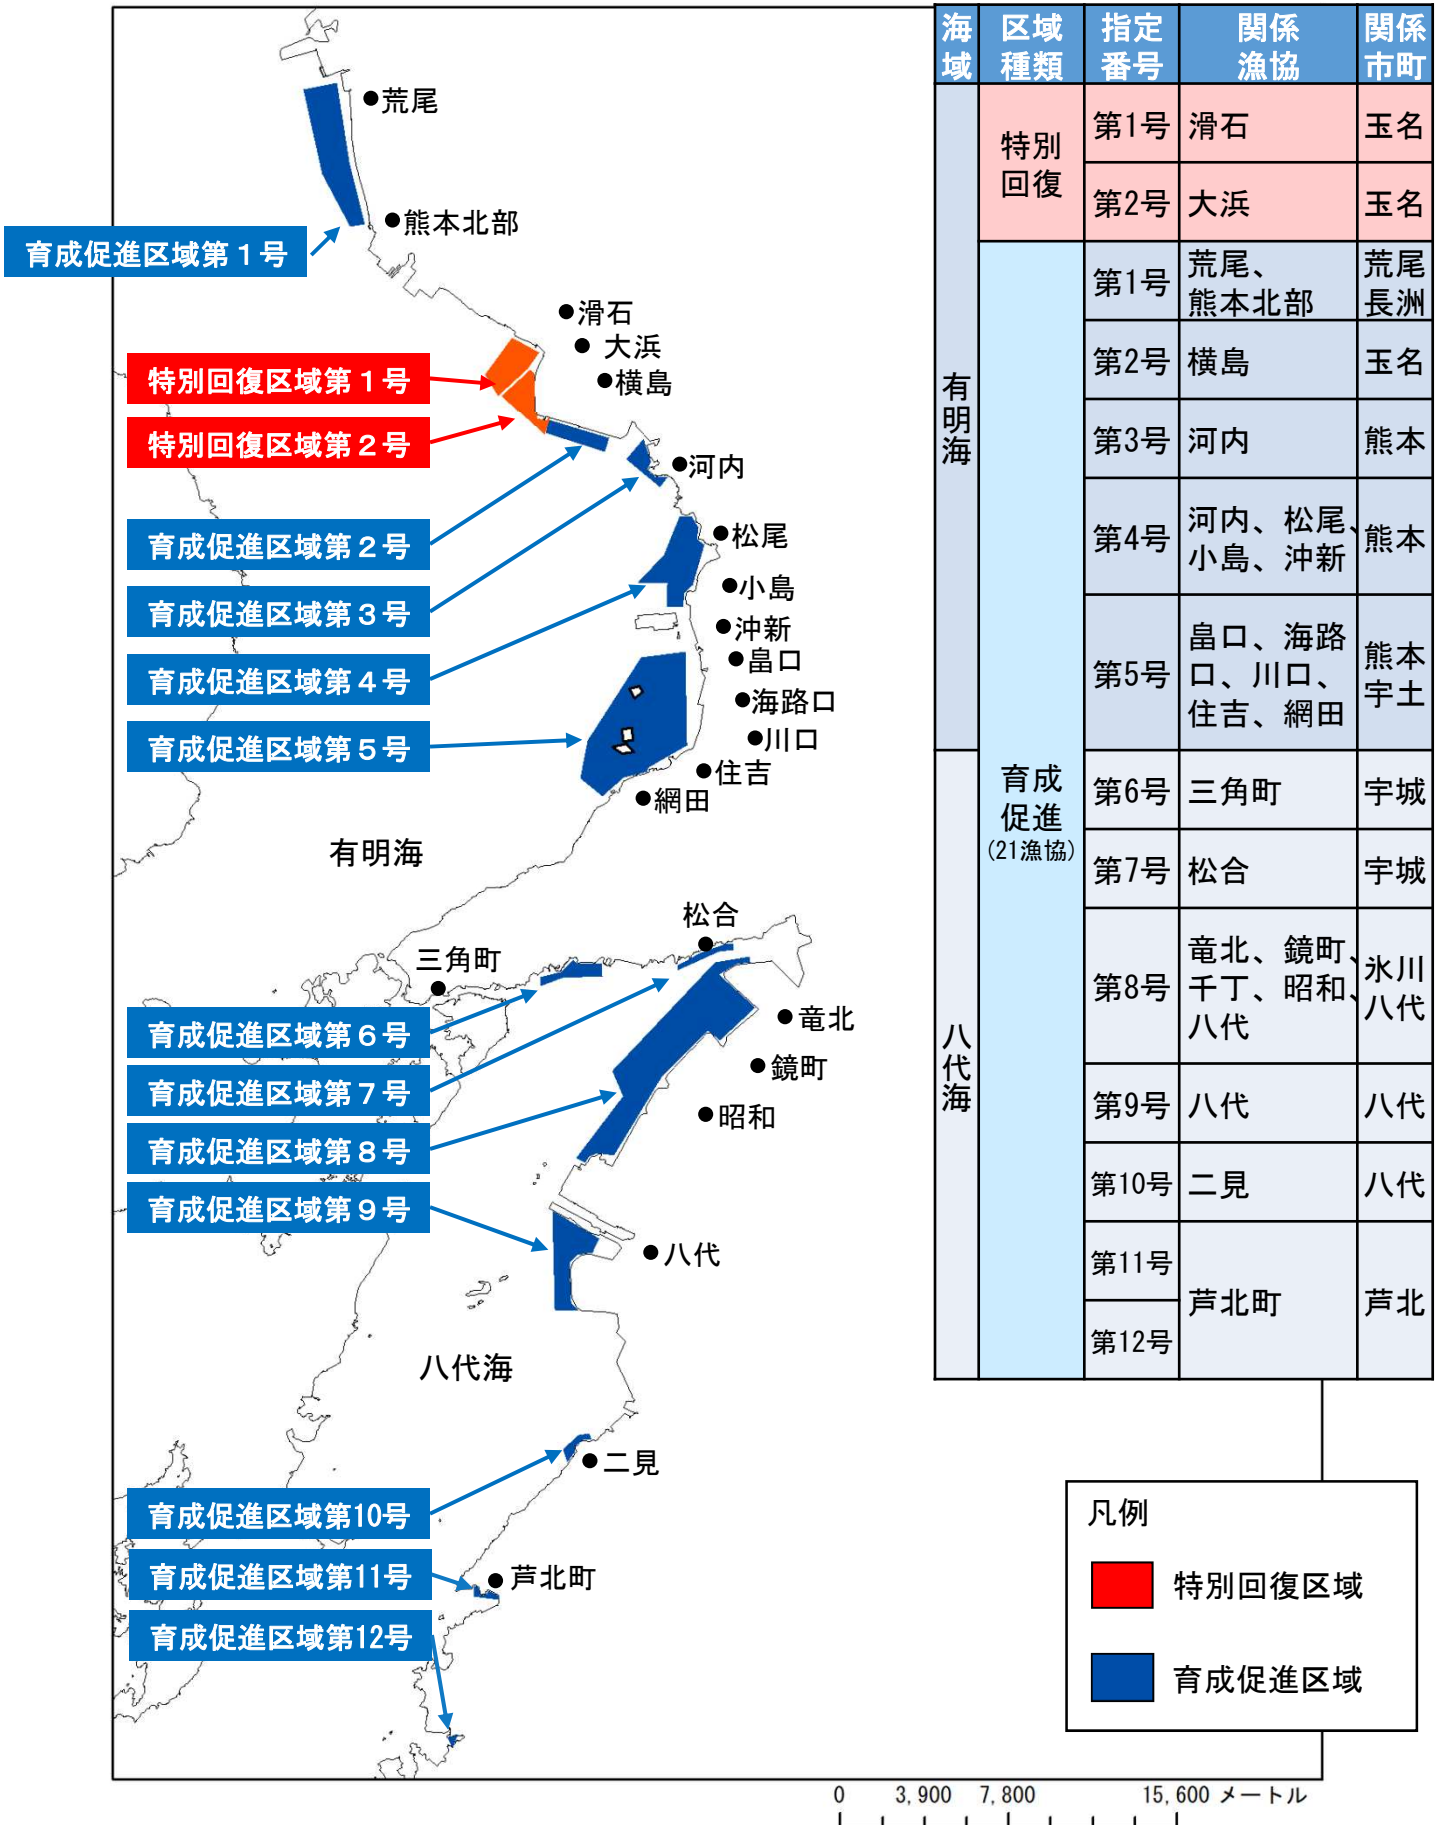 荒尾
熊本北部
育成促進区域第1号
滑石
大浜
横島
特別回復区域第1号
特別回復区域第2号
河内
松尾
育成促進区域第2号
小島
育成促進区域第3号
沖新
畠口
育成促進区域第4号
海路口
川口
育成促進区域第5号
住吉
網田
有明海
松合
三角町
竜北
育成促進区域第6号
鏡町
育成促進区域第7号
昭和
育成促進区域第8号
育成促進区域第9号
八代
八代海
二見
育成促進区域第10号
芦北町
育成促進区域第11号
育成促進区域第12号
海域 区域種類 指定番号 関係漁協 関係市町
有明海
特別
回復
第1号 滑石 玉名
第2号 大浜 玉名
育成
促進
(21漁協)
第1号 荒尾、 荒尾
熊本北部 長洲
第2号 横島 玉名
第3号 河内 熊本
第4号 河内、松尾、 熊本
小島、沖新
第5号 畠口、海路 熊本
口、川口、 宇土
住吉、網田
八代海
第6号 三角町 宇城
第7号 松合 宇城
第8号 竜北、鏡町、 氷川
千丁、昭和、 八代
八代
第9号 八代 八代
第10号 二見 八代
第11号
芦北町 芦北
第12号
凡例
特別回復区域
育成促進区域
0 3,900 7,800 15,600 メートル